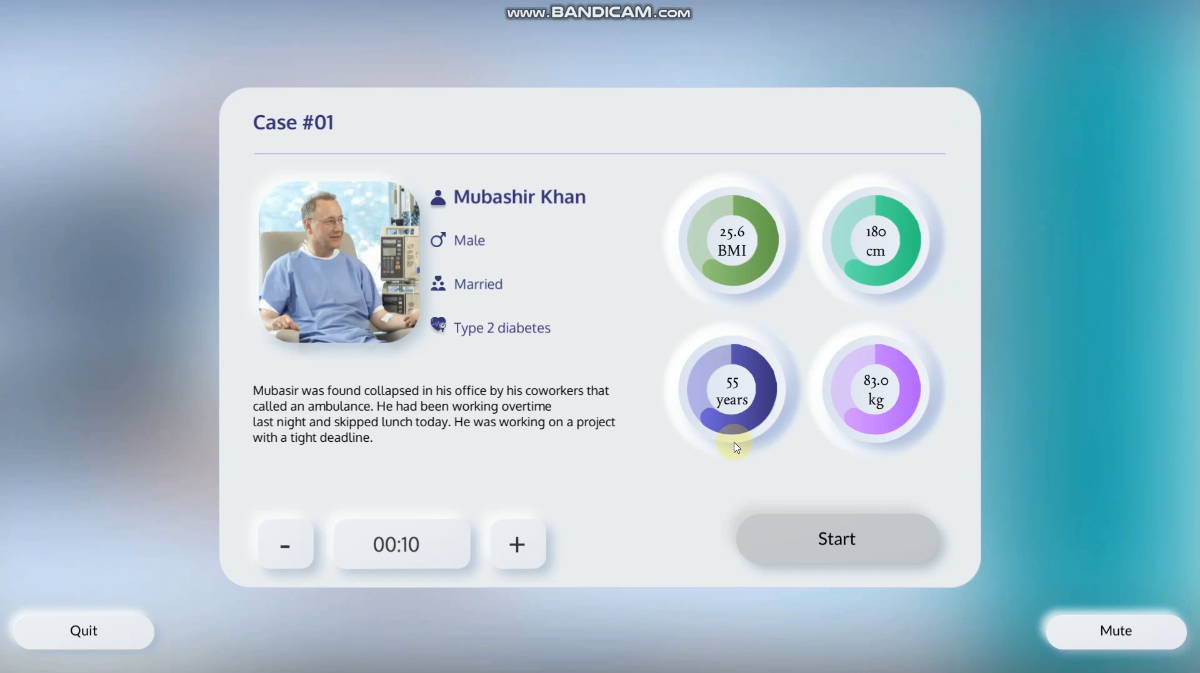 www.BANDICAM.com
Case #01
Mubashir Khan
Male
Married
Type 2 diabetes
25.6
BMI
180
cm
55
years
83.0
kg
Mubasir was found collapsed in his office by his coworkers that
called an ambulance. He had been working overtime
last night and skipped lunch today. He was working on a project
with a tight deadline.
-
00:10
+
Start
Quit
Mute